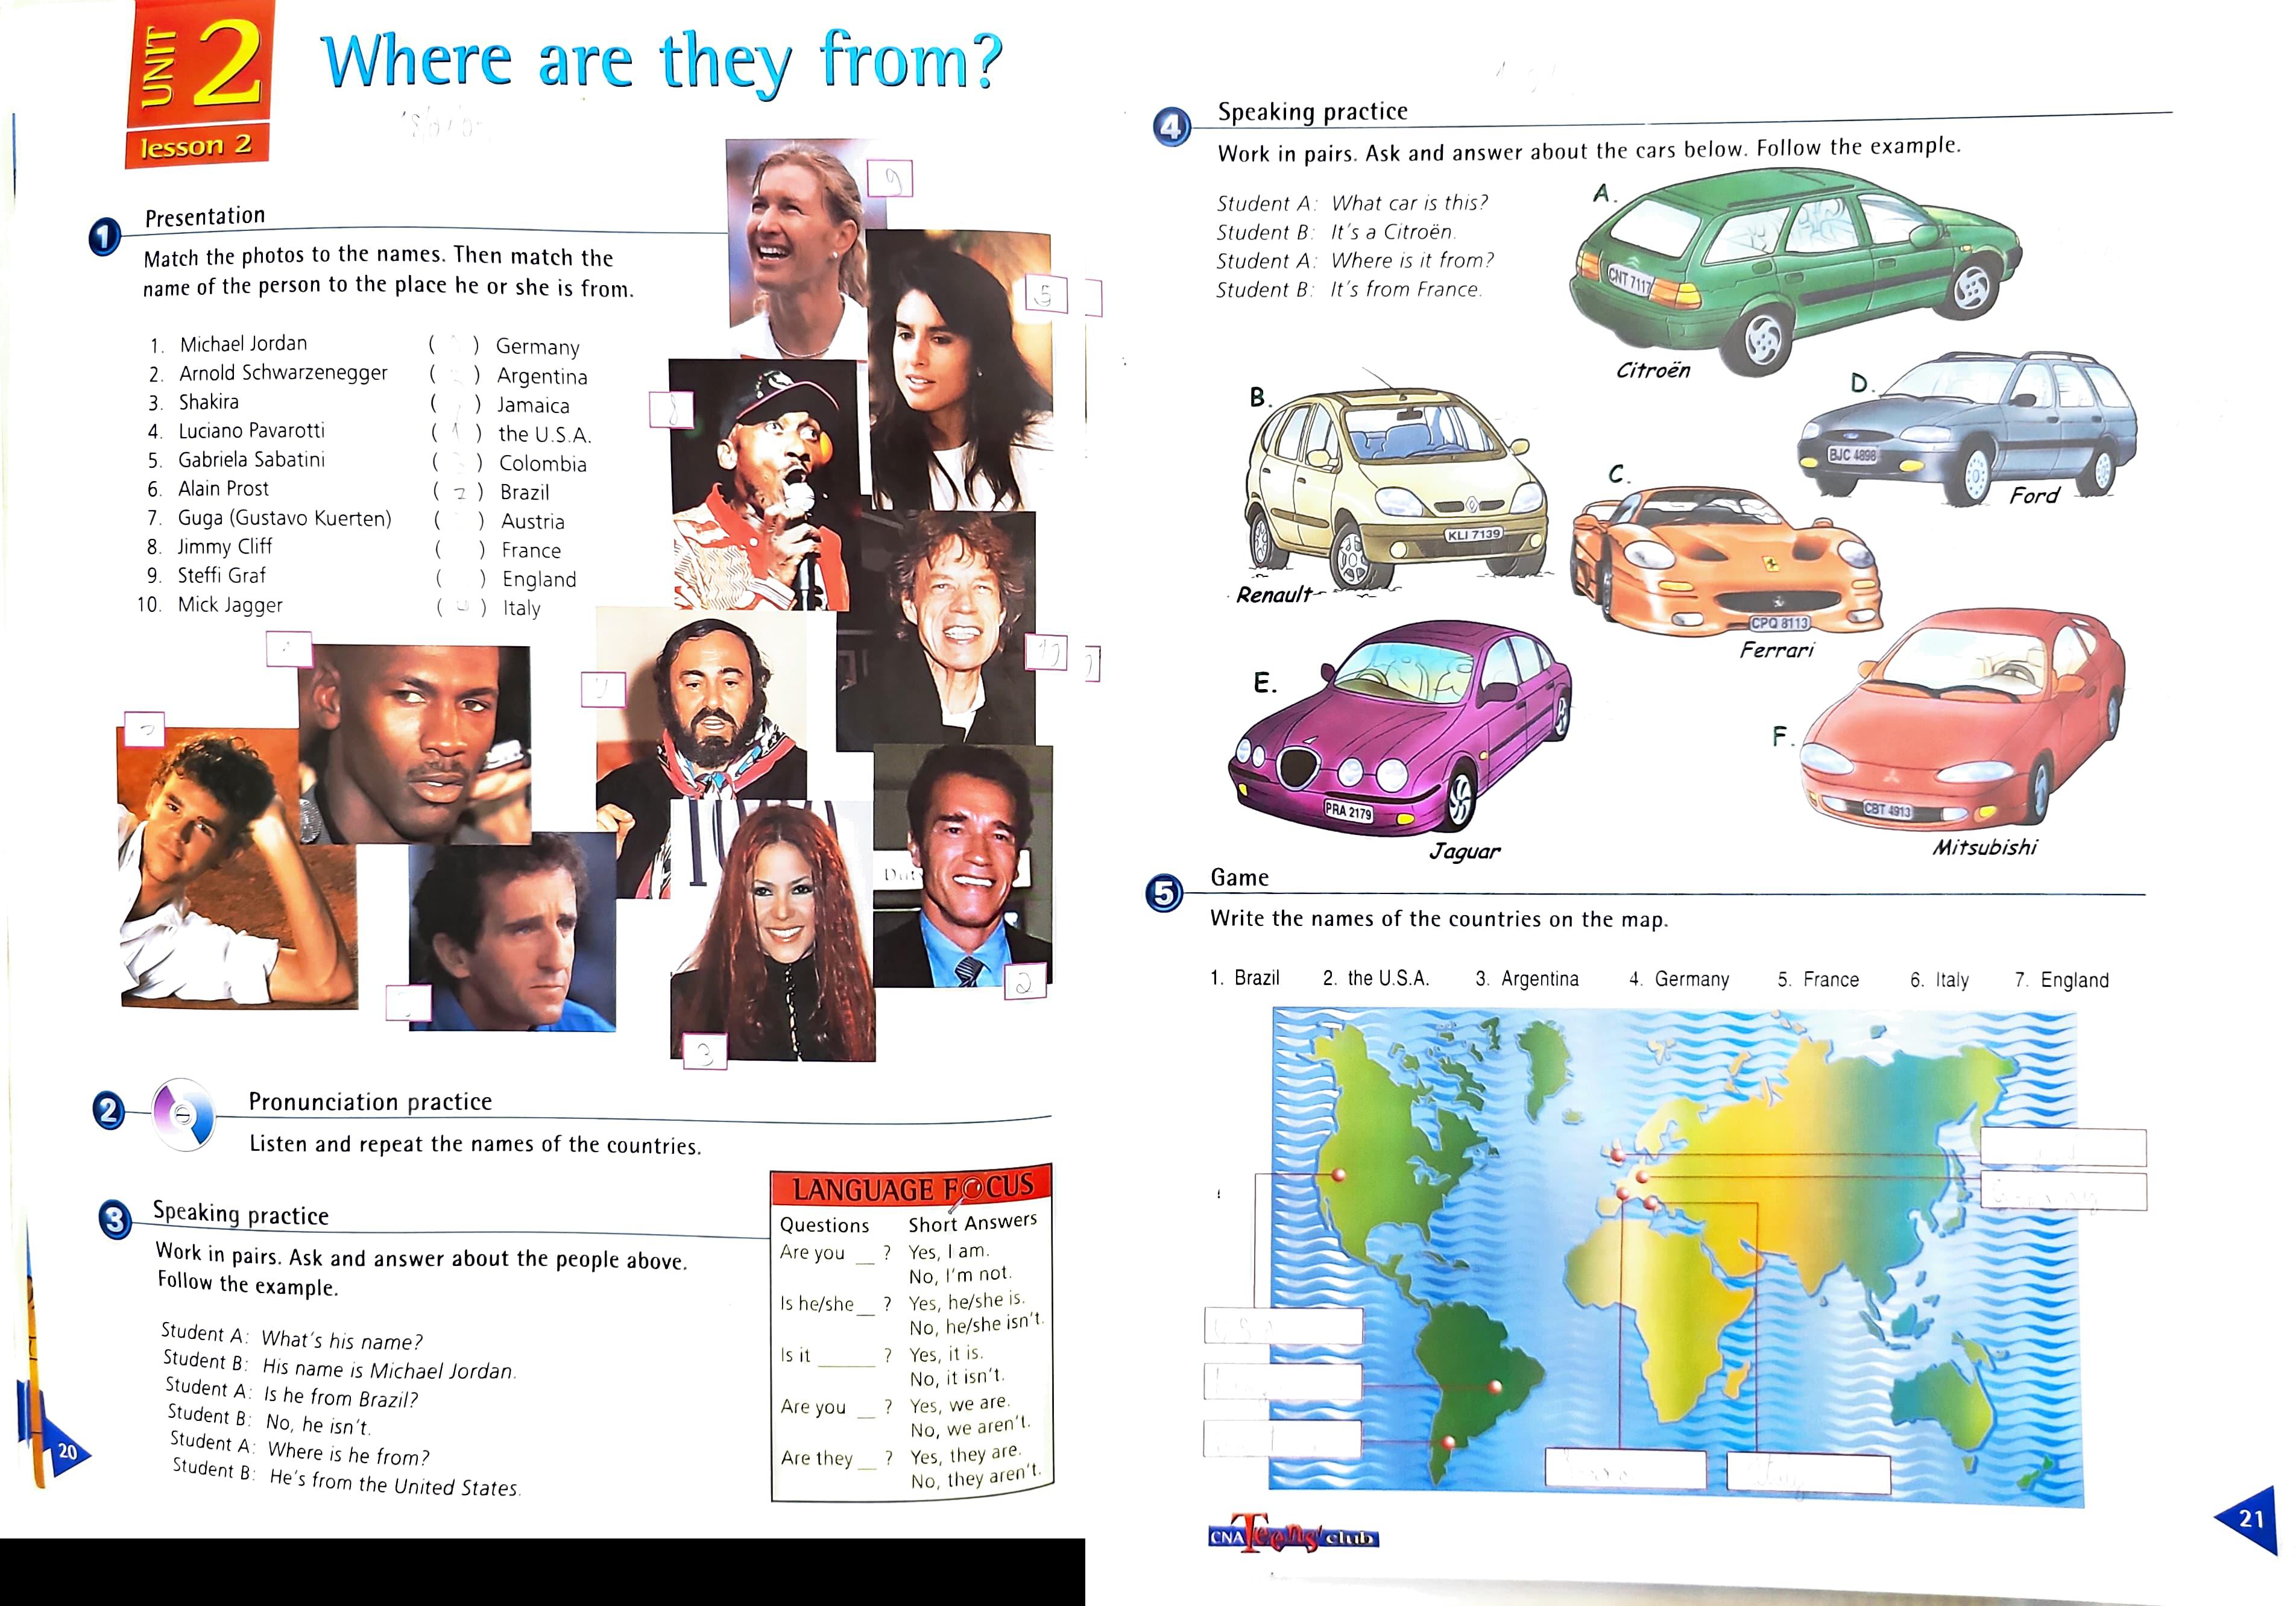 UNIT 2
lesson 2
Where are they from?
1 Presentation
Match the photos to the names. Then match the
name of the person to the place he or she is from.
1. Michael Jordan ( ) Germany
2. Arnold Schwarzenegger ( ) Argentina
3. Shakira ( ) Jamaica
4. Luciano Pavarotti ( 1 ) the U.S.A.
5. Gabriela Sabatini ( ) Colombia
6. Alain Prost ( 7 ) Brazil
7. Guga (Gustavo Kuerten) ( ) Austria
8. Jimmy Cliff ( ) France
9. Steffi Graf ( ) England
10. Mick Jagger ( ) Italy
9
5
8
10
2
3
2 Pronunciation practice
Listen and repeat the names of the countries.
3 Speaking practice
Work in pairs. Ask and answer about the people above.
Follow the example.
Student A: What's his name?
Student B: His name is Michael Jordan.
Student A: Is he from Brazil?
Student B: No, he isn't.
Student A: Where is he from?
Student B: He's from the United States.
LANGUAGE FOCUS
Questions Short Answers
Are you __ ? Yes, I am.
No, I'm not.
Is he/she __ ? Yes, he/she is.
No, he/she isn't.
Is it ______ ? Yes, it is.
No, it isn't.
Are you __ ? Yes, we are.
No, we aren't.
Are they __ ? Yes, they are.
No, they aren't.
20
4 Speaking practice
Work in pairs. Ask and answer about the cars below. Follow the example.
Student A: What car is this?
Student B: It's a Citroën.
Student A: Where is it from?
Student B: It's from France.
A.
CNT 7117
Citroën
B.
KLI 7139
Renault
C.
CPQ 8113
Ferrari
D.
BJC 4898
Ford
E.
PRA 2179
Jaguar
F.
CBT 4913
Mitsubishi
5 Game
Write the names of the countries on the map.
1. Brazil 2. the U.S.A. 3. Argentina 4. Germany 5. France 6. Italy 7. England
CNA Teens' club
21